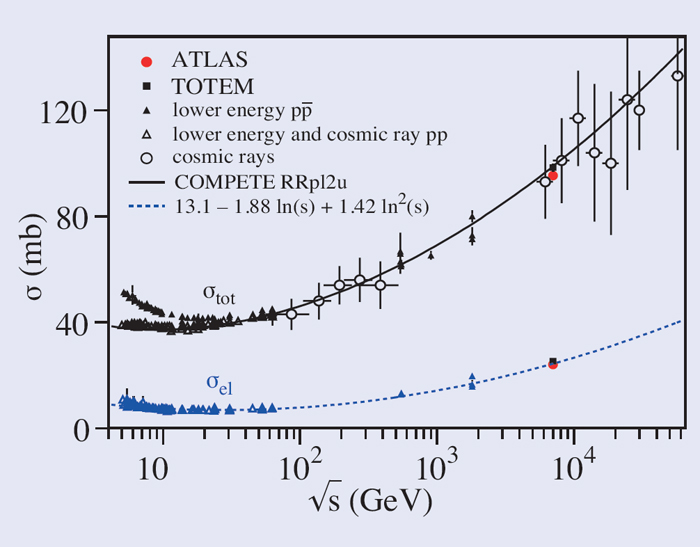 ATLAS
TOTEM
lower energy pp̅
lower energy and cosmic ray pp
cosmic rays
COMPETE RRpl2u
13.1 – 1.88 ln(s) + 1.42 ln²(s)
σ (mb)
120
80
40
0
σtot
σel
10
10²
10³
10⁴
√s (GeV)